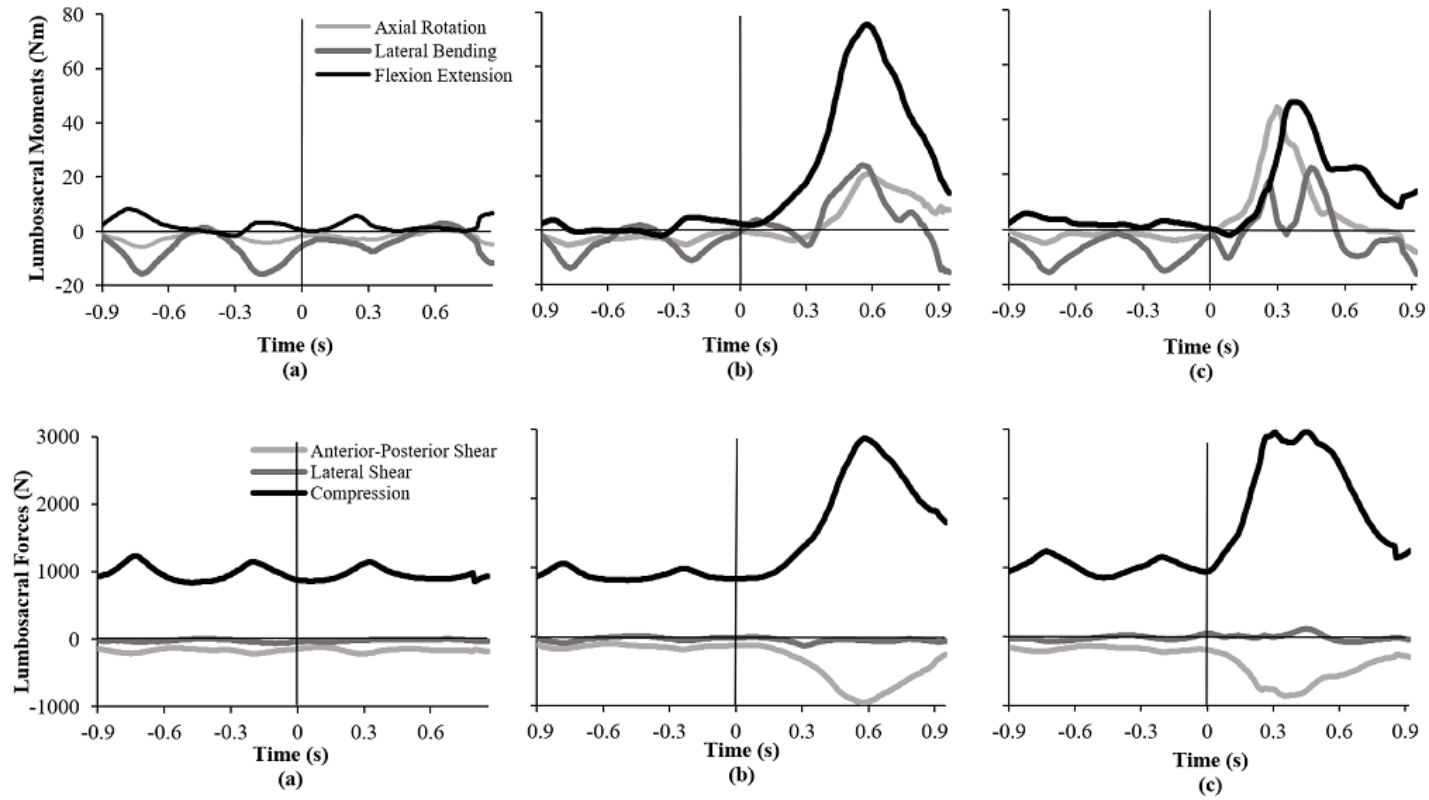 Lumbosacral Moments (Nm)
80
60
40
20
0
-20
Axial Rotation
Lateral Bending
Flexion Extension
-0.9 -0.6 -0.3 0 0.3 0.6
Time (s)
(a)
0.9 -0.6 -0.3 0 0.3 0.6 0.9
Time (s)
(b)
-0.9 -0.6 -0.3 0 0.3 0.6 0.9
Time (s)
(c)
Lumbosacral Forces (N)
3000
2000
1000
0
-1000
Anterior-Posterior Shear
Lateral Shear
Compression
-0.9 -0.6 -0.3 0 0.3 0.6
Time (s)
(a)
0.9 -0.6 -0.3 0 0.3 0.6 0.9
Time (s)
(b)
-0.9 -0.6 -0.3 0 0.3 0.6 0.9
Time (s)
(c)